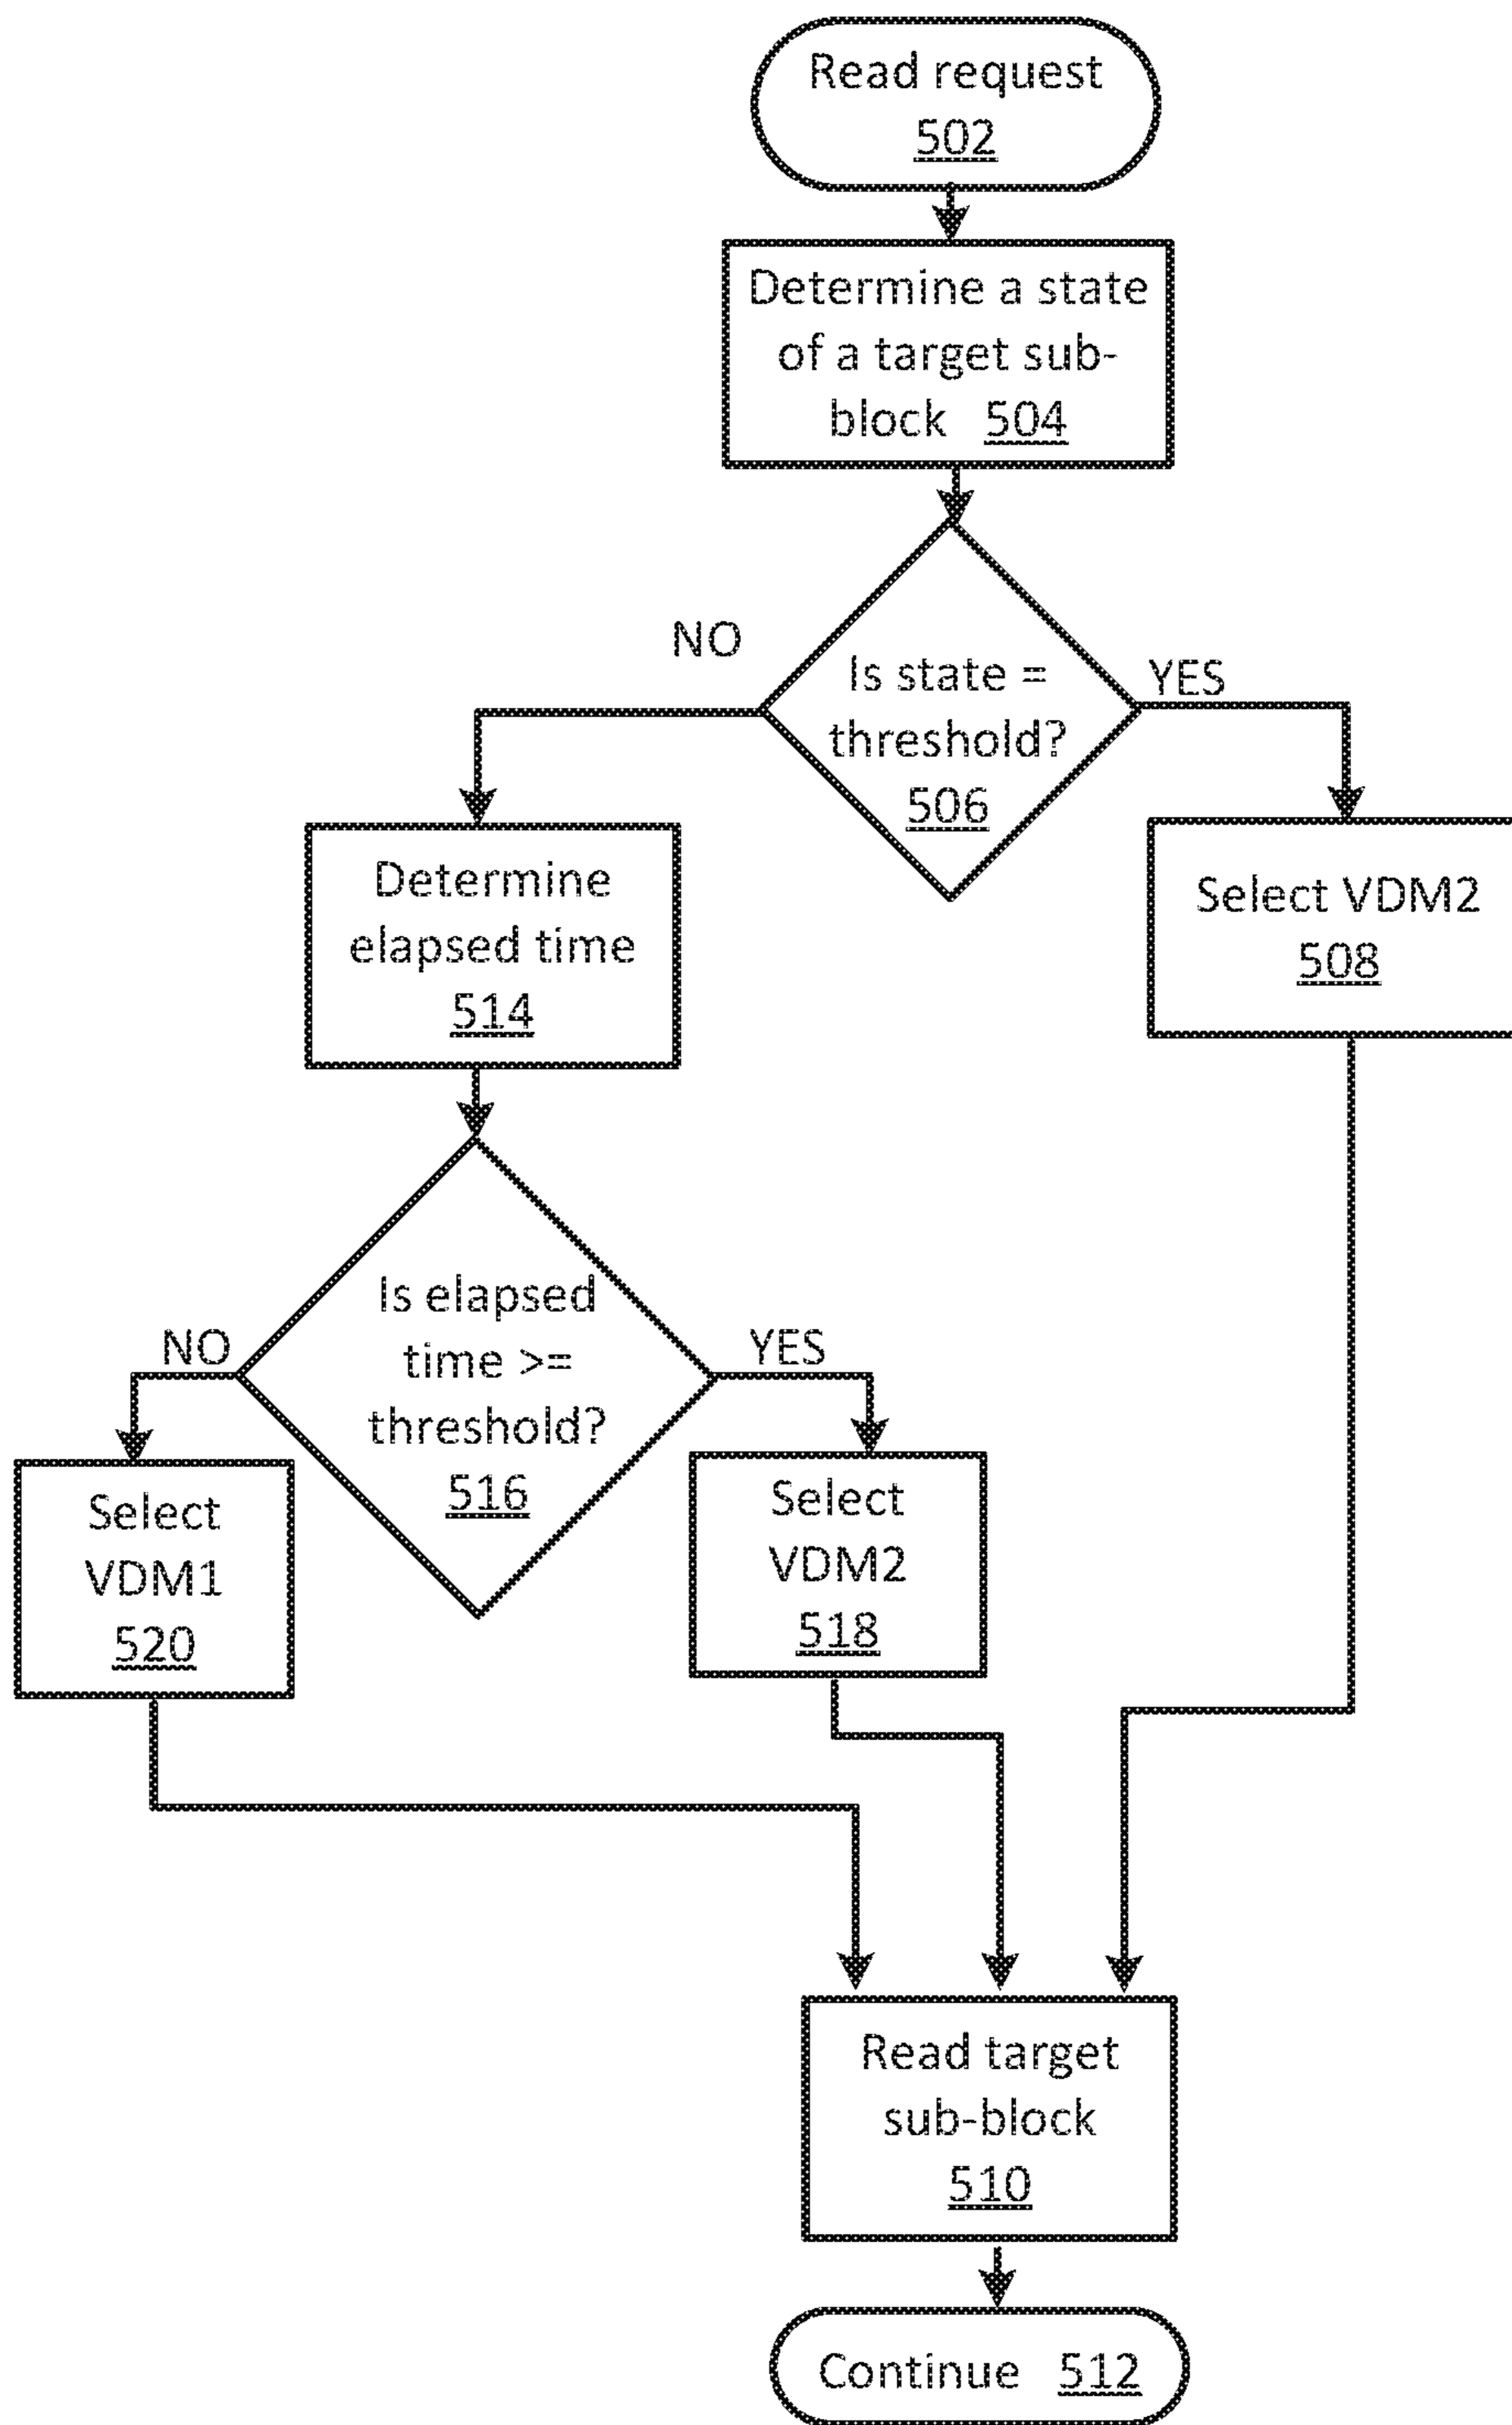 Read request
502
Determine a state
of a target sub-
block 504
NO
YES
Is state =
threshold?
506
Determine
elapsed time
514
Select VDM2
508
Is elapsed
time >=
threshold?
516
NO
YES
Select
VDM1
520
Select
VDM2
518
Read target
sub-block
510
Continue 512